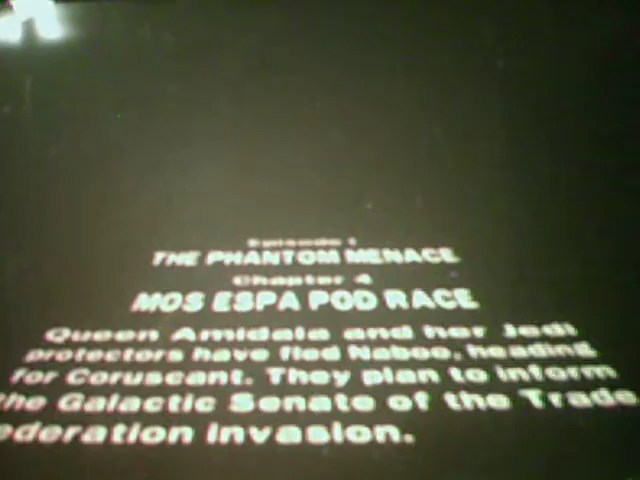 Episode I
THE PHANTOM MENACE
Chapter 4
MOS ESPA POD RACE
Queen Amidala and her Jedi
protectors have fled Naboo, heading
for Coruscant. They plan to inform
the Galactic Senate of the Trade
ederation invasion.